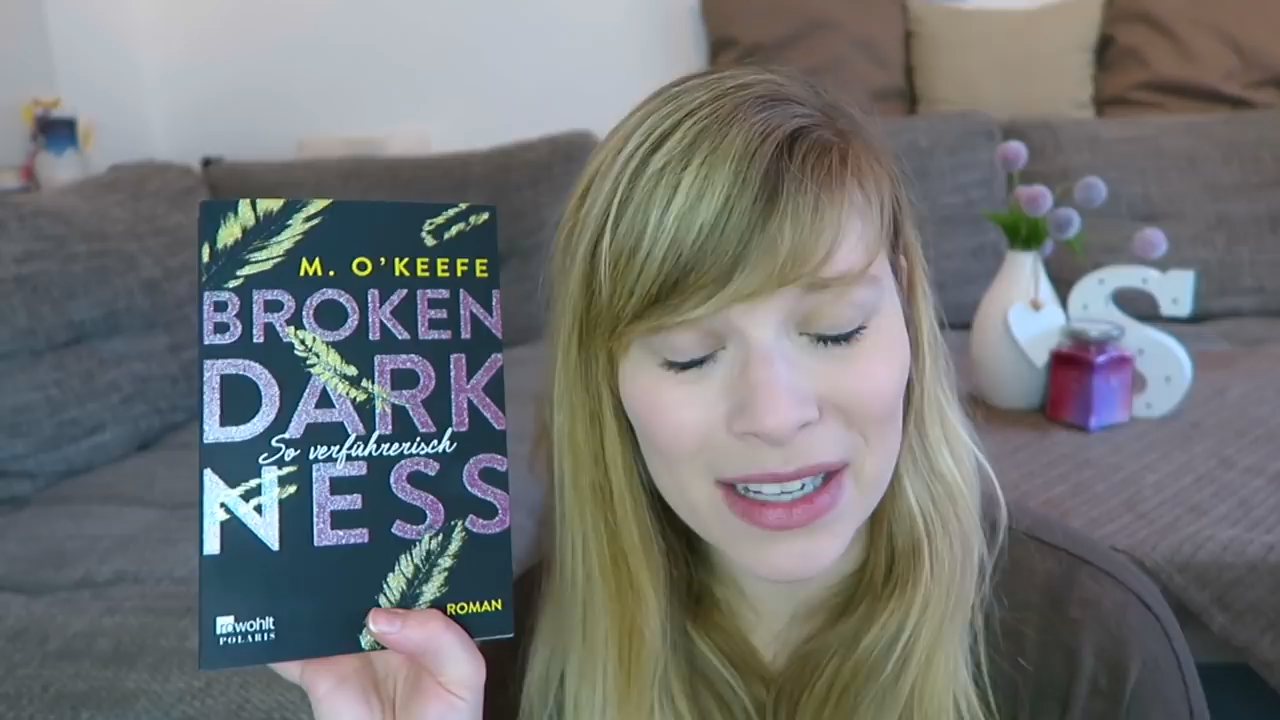 M. O'KEEFE
BROKEN
DARK
So verführerisch
NESS
ROMAN
rowohlt
POLARIS
S